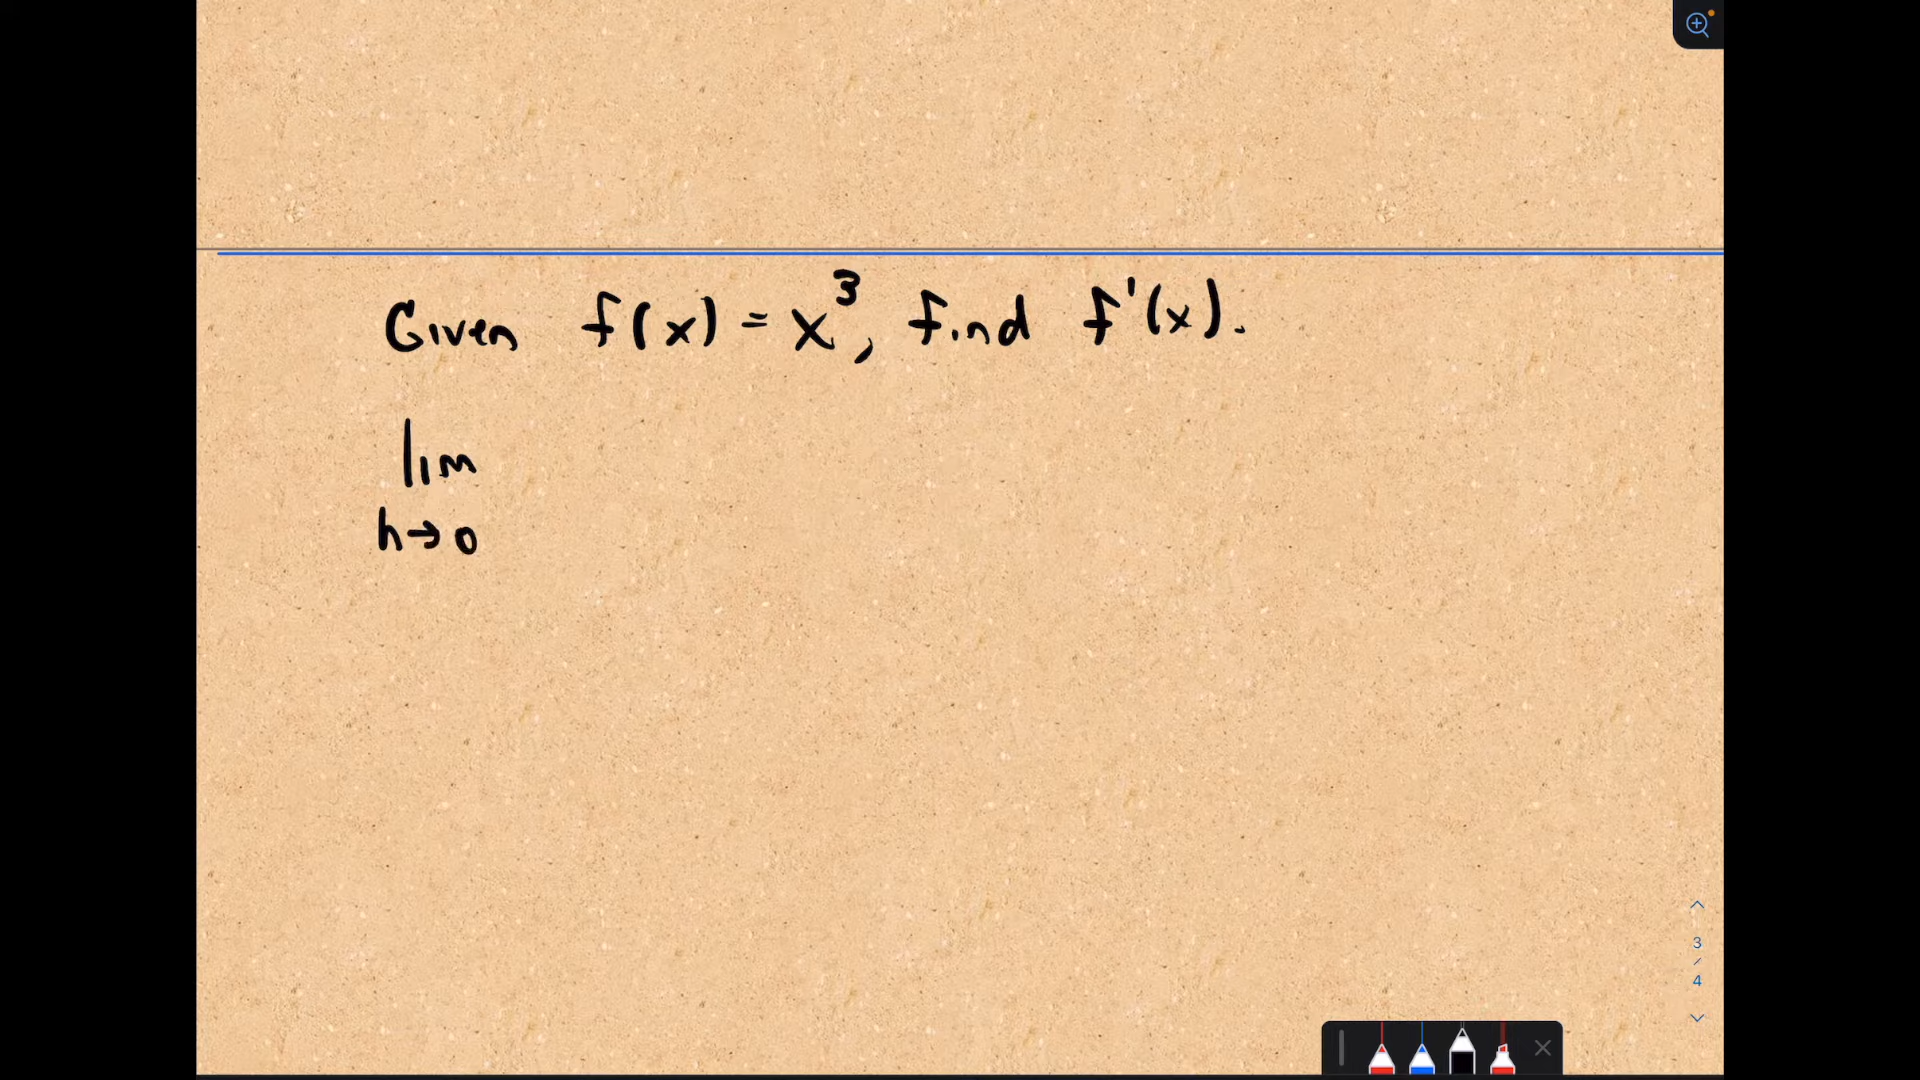 Given f(x) = x³, find f'(x).
lim
h→0
3
/
4